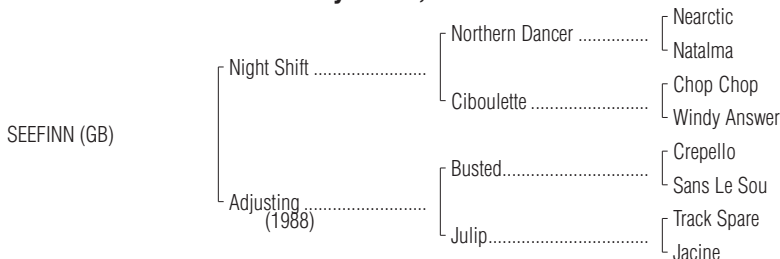 Nearctic
Northern Dancer ...............
Natalma
Night Shift ........................
Chop Chop
Ciboulette .........................
Windy Answer
SEEFINN (GB)
Crepello
Busted...............................
Sans Le Sou
Adjusting ..........................
(1988)
Track Spare
Julip..................................
Jacine